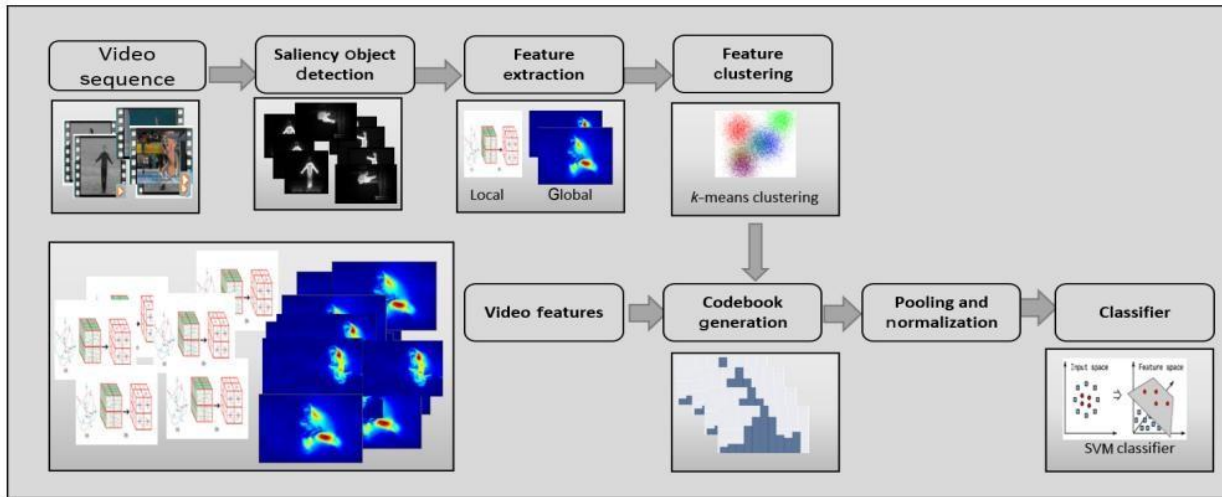 Video
sequence
Saliency Object
detection
Feature
extraction
Feature
clustering
Local
Global
k-means clustering
Video features
Codebook
generation
Pooling and
normalization
Classifier
Input space
Feature space
SVM classifier